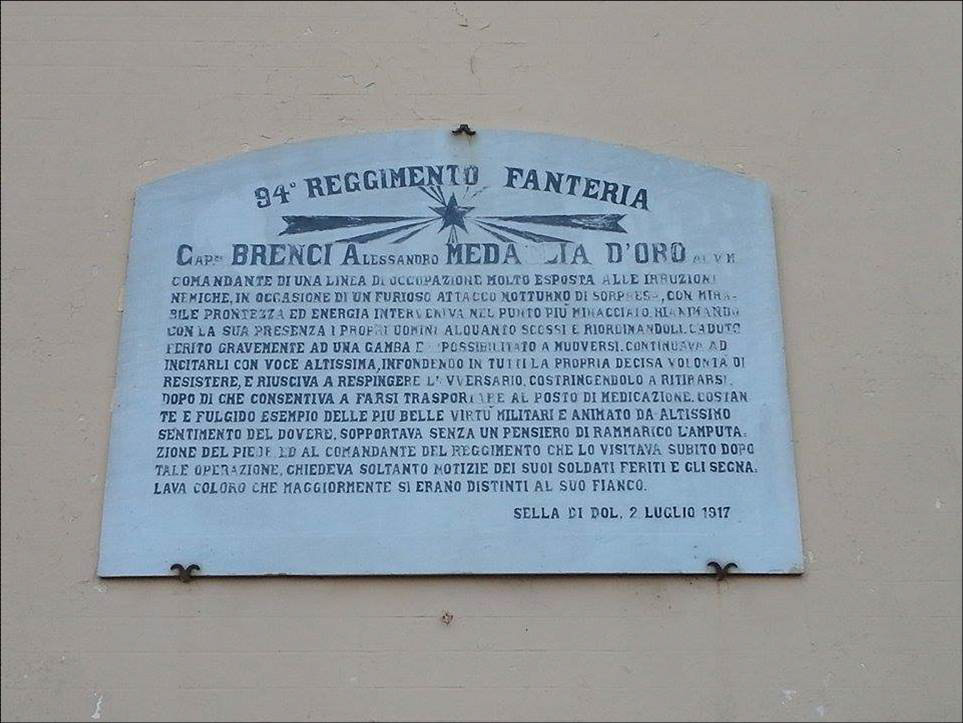 94° REGGIMENTO FANTERIA
BRENCI ALESSANDRO D'ORO
COMANDANTE DI UNA LINEA DI OCCUPAZIONE MOLTO ESPOSTA ALLE IRRUZIONI
NEMICHE, IN OCCASIONE DI UN FURIOSO ATTACCO NOTTURNO DI SORPRESA, CON MIRA-
BILE PRONTEZZA ED ENERGIA INTERVENIVA NEL PUNTO PIÙ MINACCIATO. RIANIMANDO
CON LA SUA PRESENZA I PROPRI UOMINI ALQUANTO SCOSSI E RIORDINANDOLI. CADUTO
FERITO GRAVEMENTE AD UNA GAMBA E A MUOVERSI. CONTINUAVA AD
INCITARLI CON VOCE ALTISSIMA, INFONDENDO IN TUTTI LA PROPRIA DECISA VOLONTÀ DI
RESISTERE, E RIUSCIVA A RESPINGERE COSTRINGENDOLO A RITIRARSI.
DOPO DI CHE CONSENTIVA A FARSI TRASPORTARE AL POSTO DI MEDICAZIONE. COSTAN
TE E FULGIDO ESEMPIO DELLE PIU BELLE VIRTÙ MILITARI E ANIMATO DA ALTISSIMO
SENTIMENTO DEL DOVERE. SOPPORTAVA SENZA UN PENSIERO DI RAMMARICO L'AMPUTA=
ZIONE DEL PIEDE. ED AL COMANDANTE DEL REGGIMENTO CHE LO VISITAVA SUBITO DOPO
TALE OPERAZIONE, CHIEDEVA SOLTANTO NOTIZIE DEI SUOI SOLDATI FERITI E GLI SEGNA=
LAVA COLORO CHE MAGGIORMENTE SI ERANO DISTINTI AL SUO FIANCO.
SELLA DI DOL, 2 LUGLIO 1917